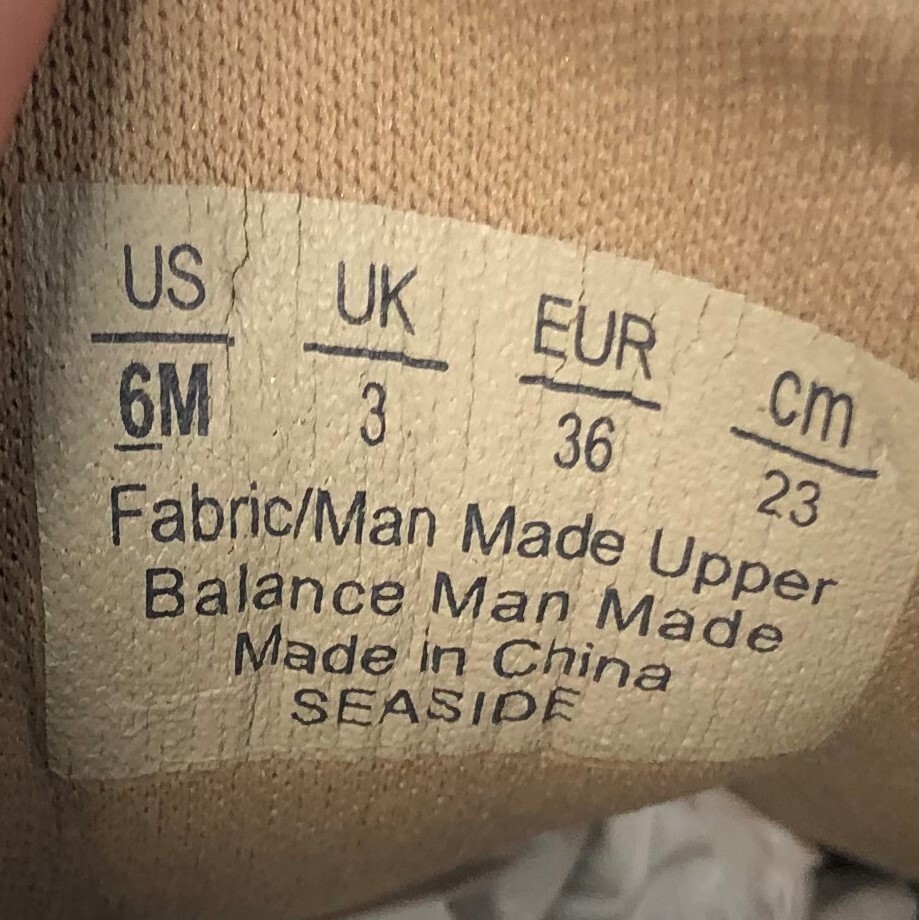 US UK EUR cm
6M 3 36 23
Fabric/Man Made Upper
Balance Man Made
Made in China
SEASIDE